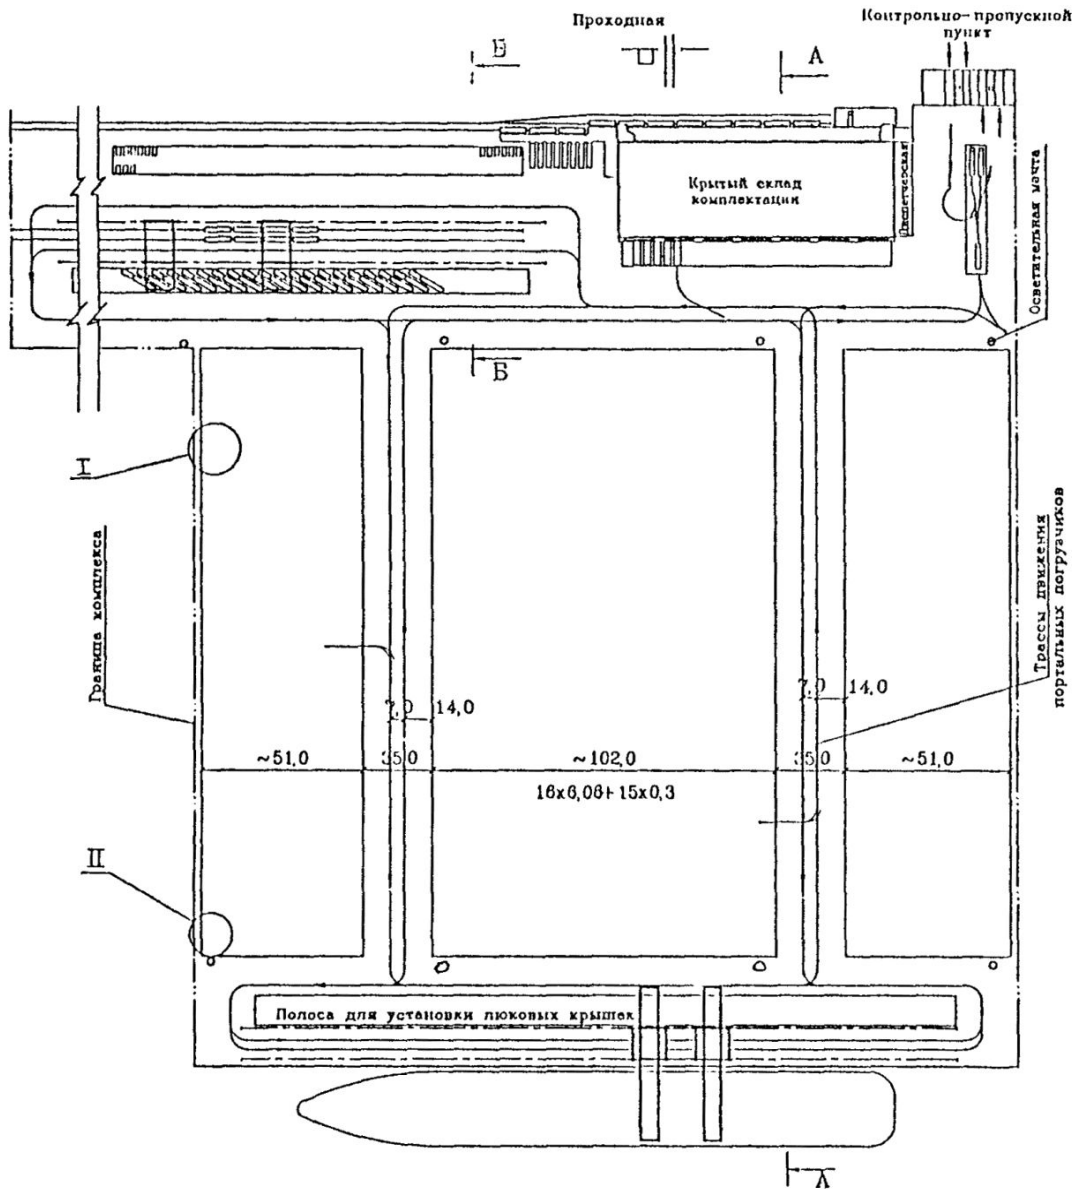 Проходная
Контрольно-пропускной
пункт
Б
А
Крытый склад
комплектации
Диспетчерская
Осветительная мачта
Б
I
Граница комплекса
Трассы движения
портальных погрузчиков
7,0
14,0
7,0
14,0
~51,0
35,0
~102,0
35,0
~51,0
16х6,06+15х0,3
II
Полоса для установки люковых крышек
А